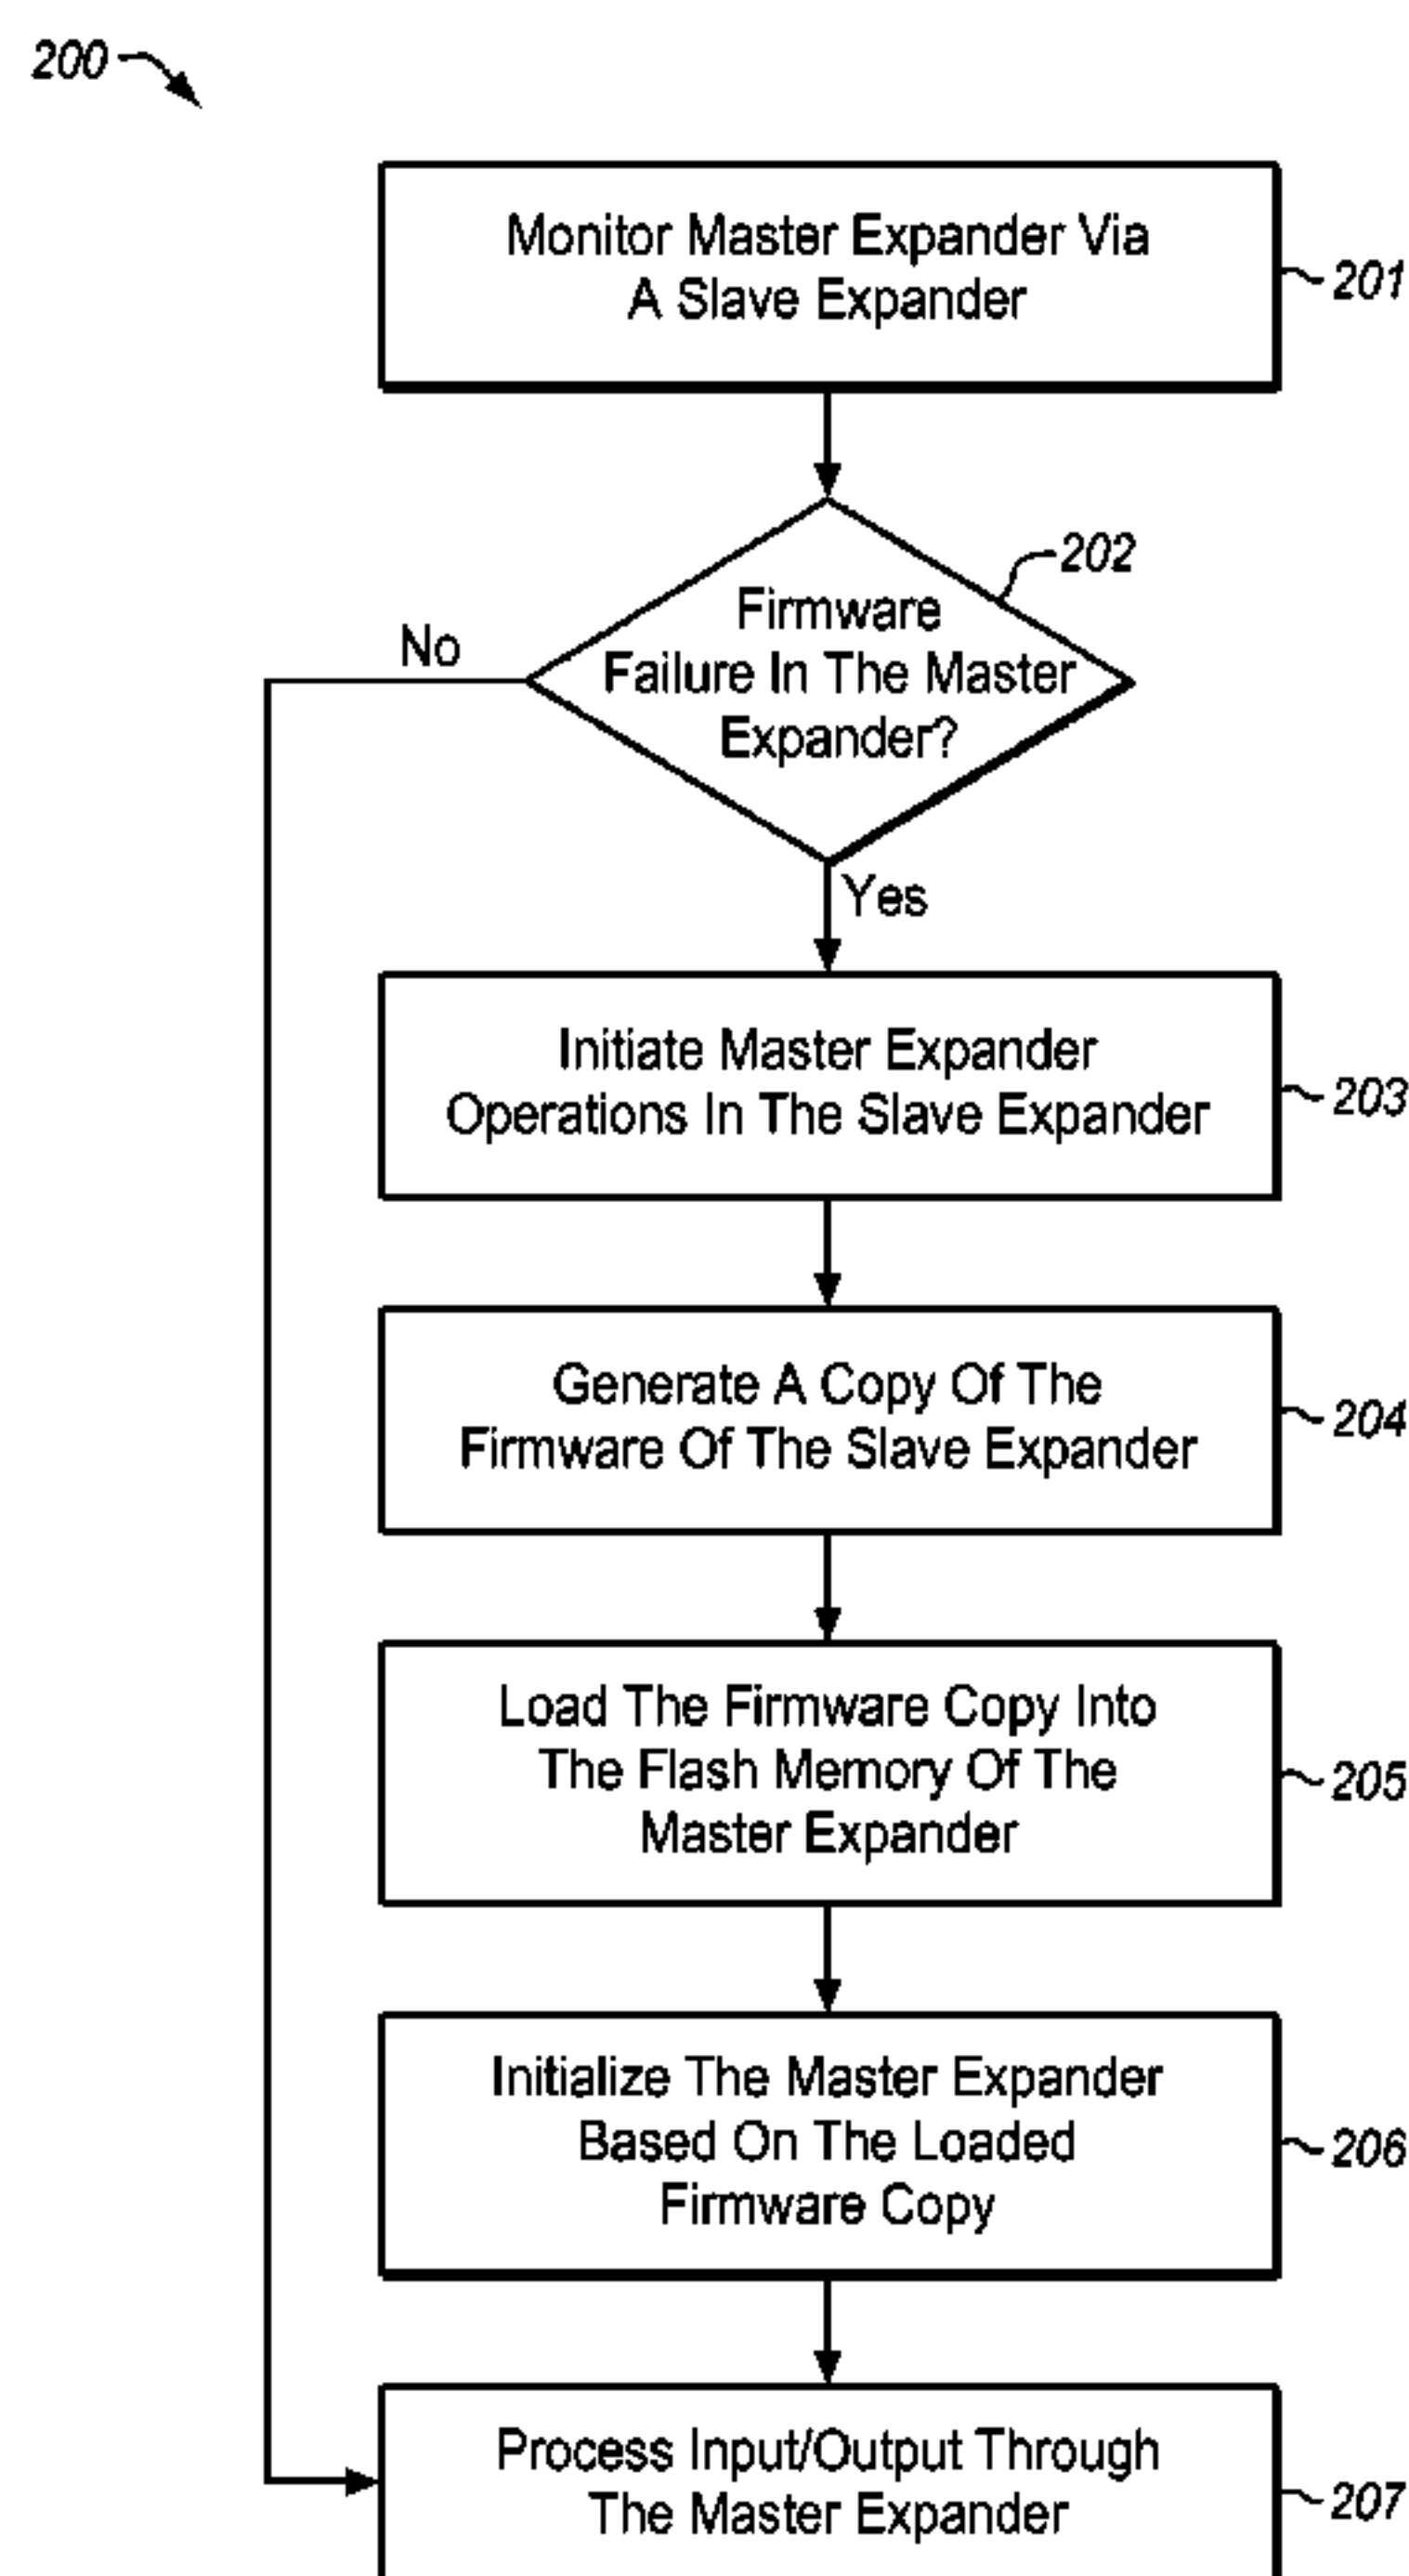 200
Monitor Master Expander Via
A Slave Expander
201
202
Firmware
Failure In The Master
Expander?
No
Yes
Initiate Master Expander
Operations In The Slave Expander
203
Generate A Copy Of The
Firmware Of The Slave Expander
204
Load The Firmware Copy Into
The Flash Memory Of The
Master Expander
205
Initialize The Master Expander
Based On The Loaded
Firmware Copy
206
Process Input/Output Through
The Master Expander
207